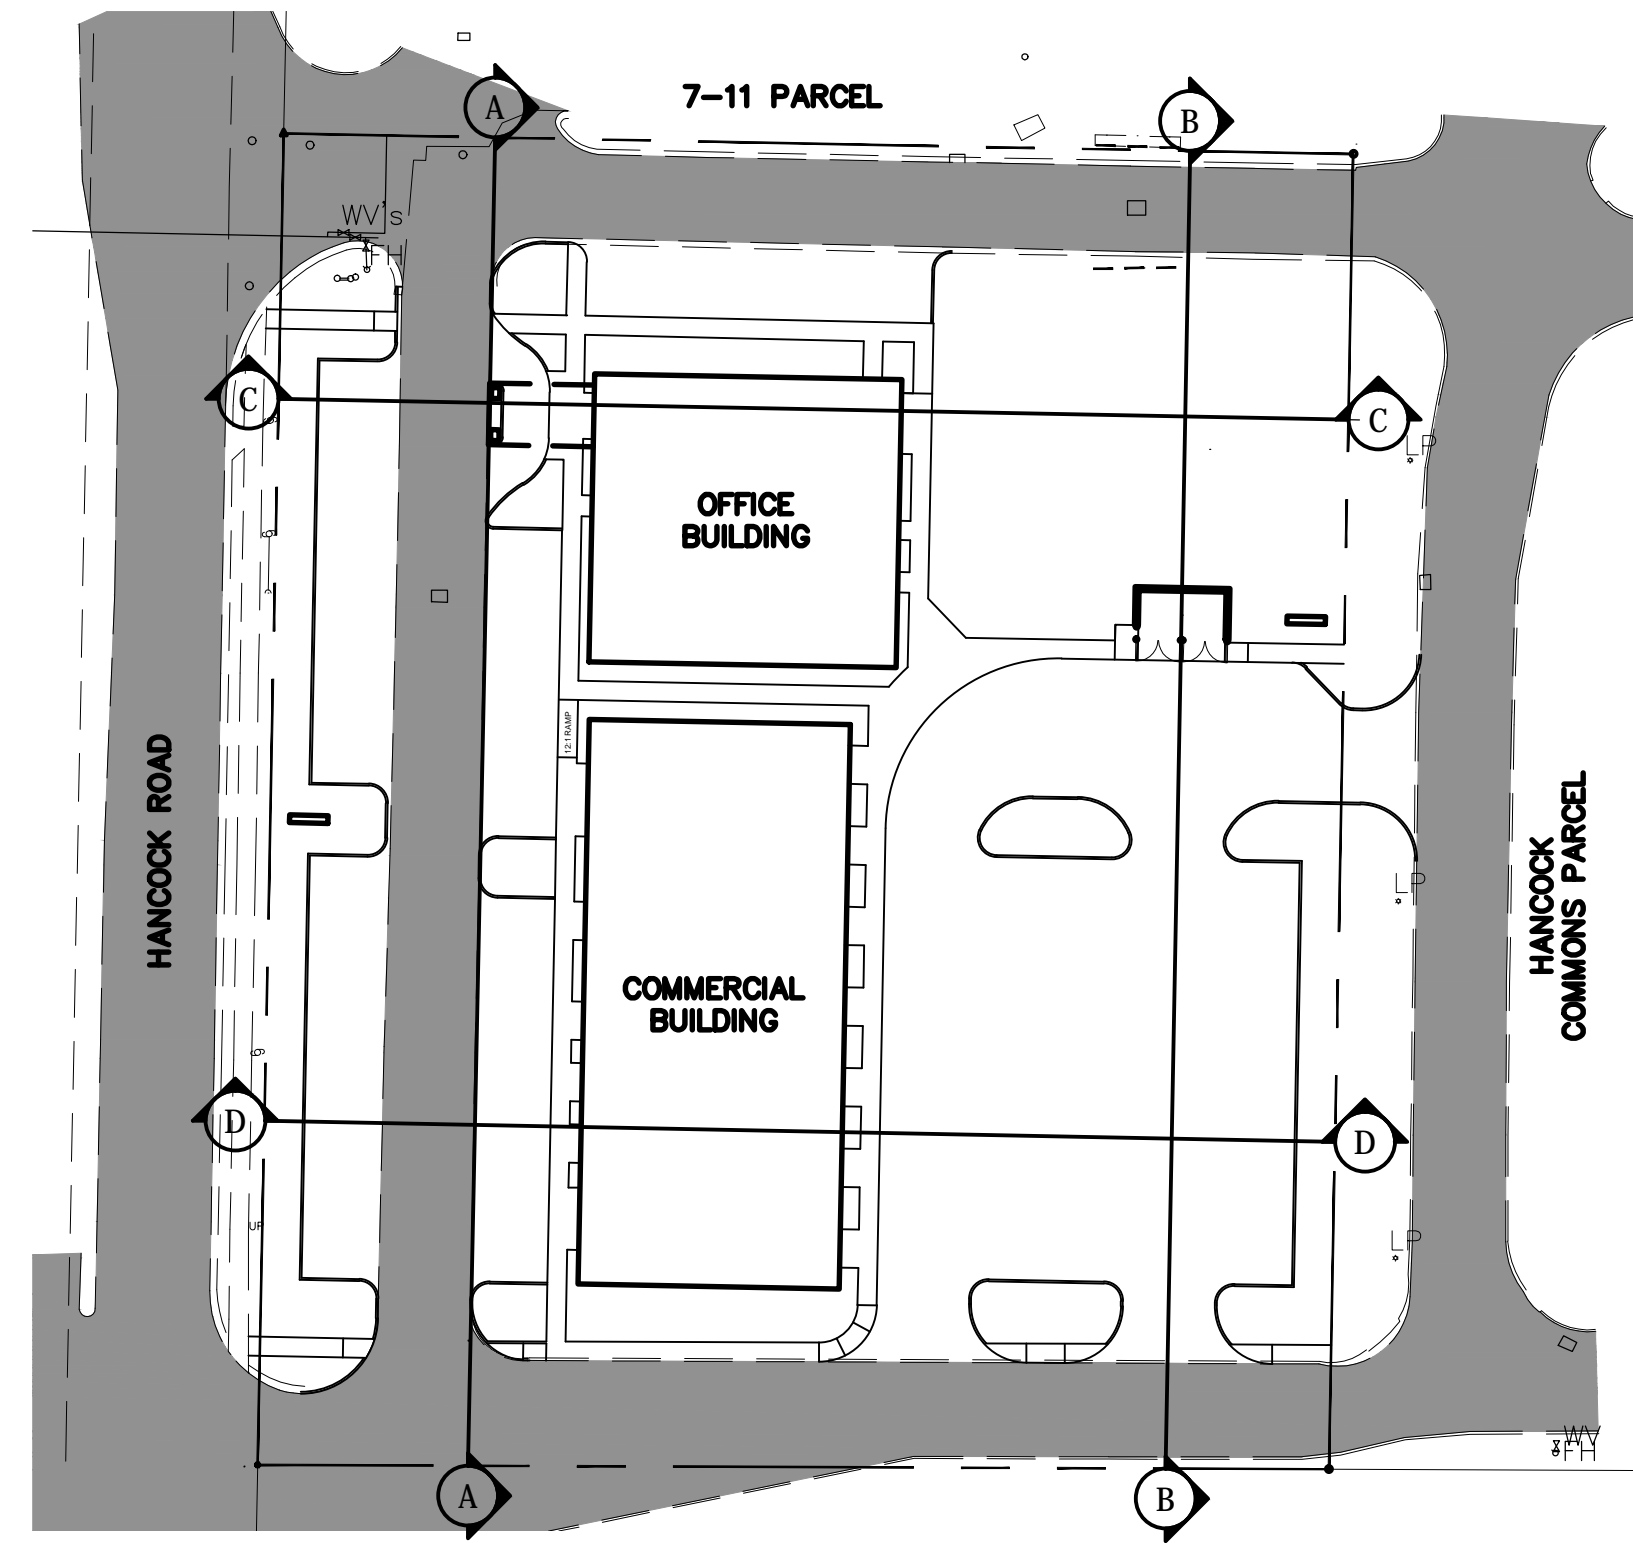 7-11 PARCEL
A
B
WV's
FH
C
C
LP
OFFICE
BUILDING
12:1 RAMP
HANCOCK ROAD
HANCOCK
COMMONS PARCEL
LP
COMMERCIAL
BUILDING
D
D
UP
LP
WV
FH
A
B